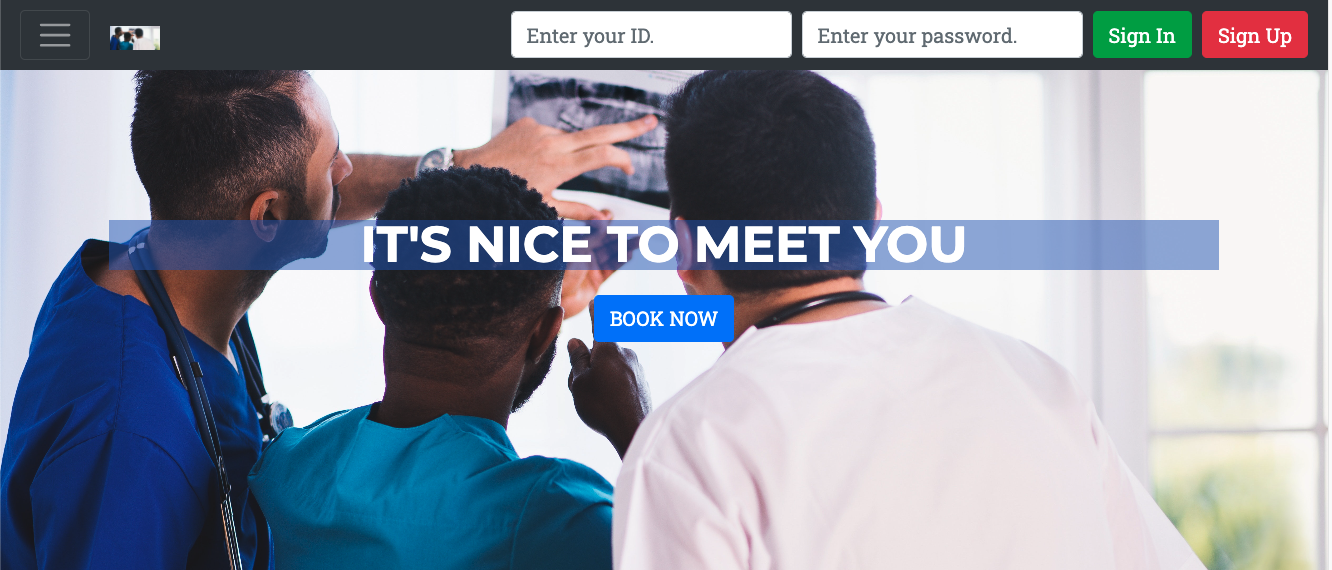 Enter your ID.
Enter your password.
Sign In
Sign Up
IT'S NICE TO MEET YOU
BOOK NOW